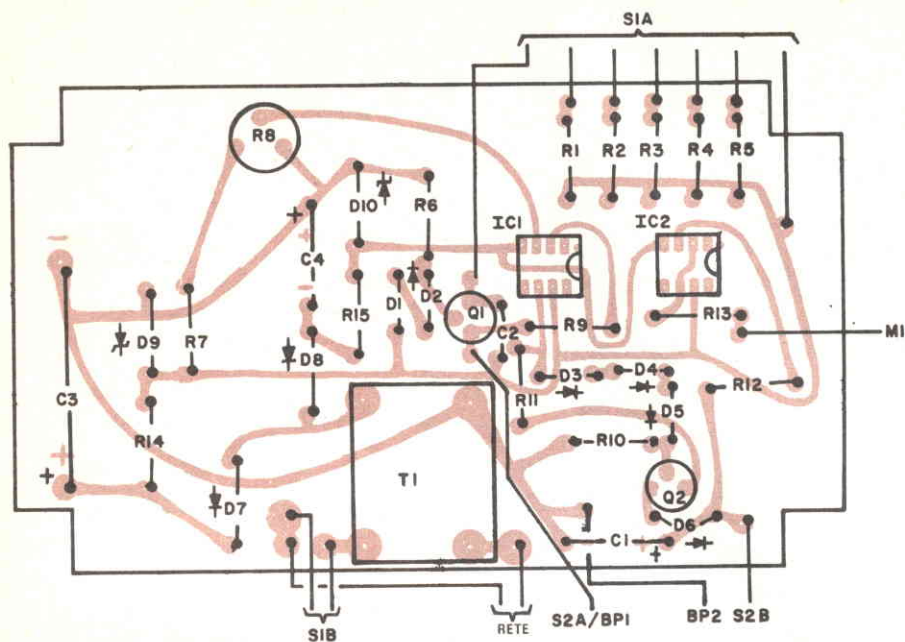 S1A
R8
R1 R2 R3 R4 R5
D10 R6 IC1 IC2
+ C4 D1 D2 Q1 C2 R9 R13
+
R15
D9 R7 D8 M1
D3 D4 R12
C3 R14 R11 D5
R10
T1
+ + D7 Q2
D6
C1
+ +
S1B RETE S2A/BP1 BP2 S2B